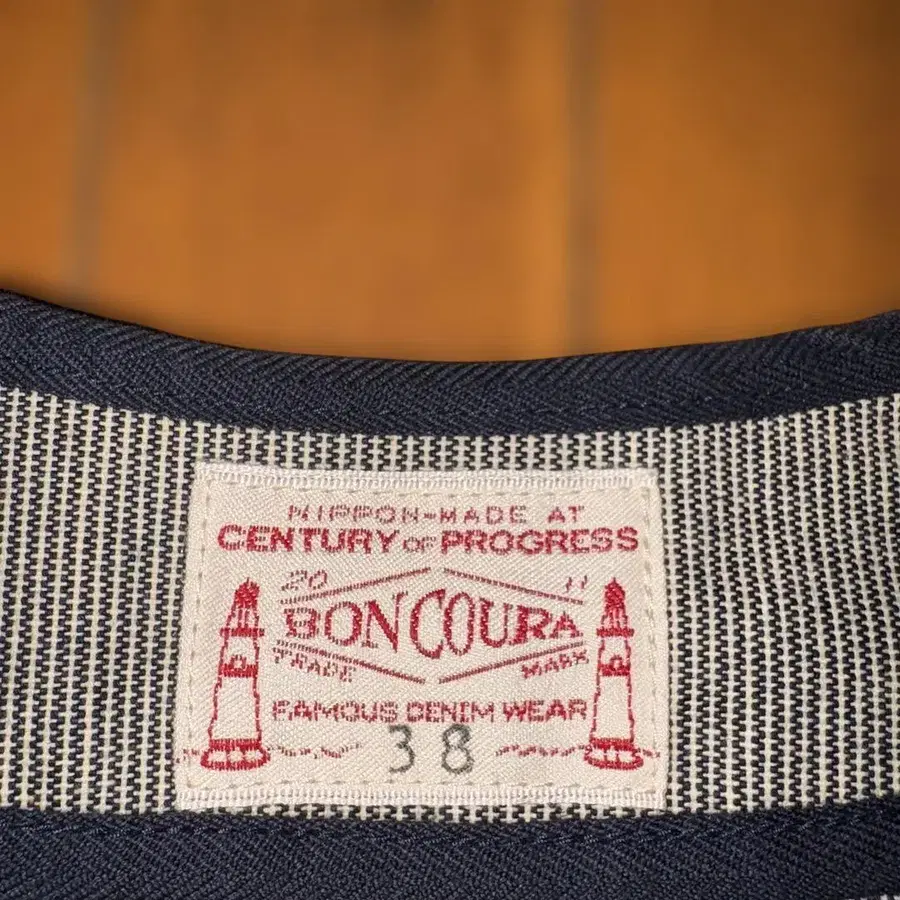 NIPPON-MADE AT
CENTURY OF PROGRESS
20 11
BONCOURA
TRADE MARK
FAMOUS DENIM WEAR
38